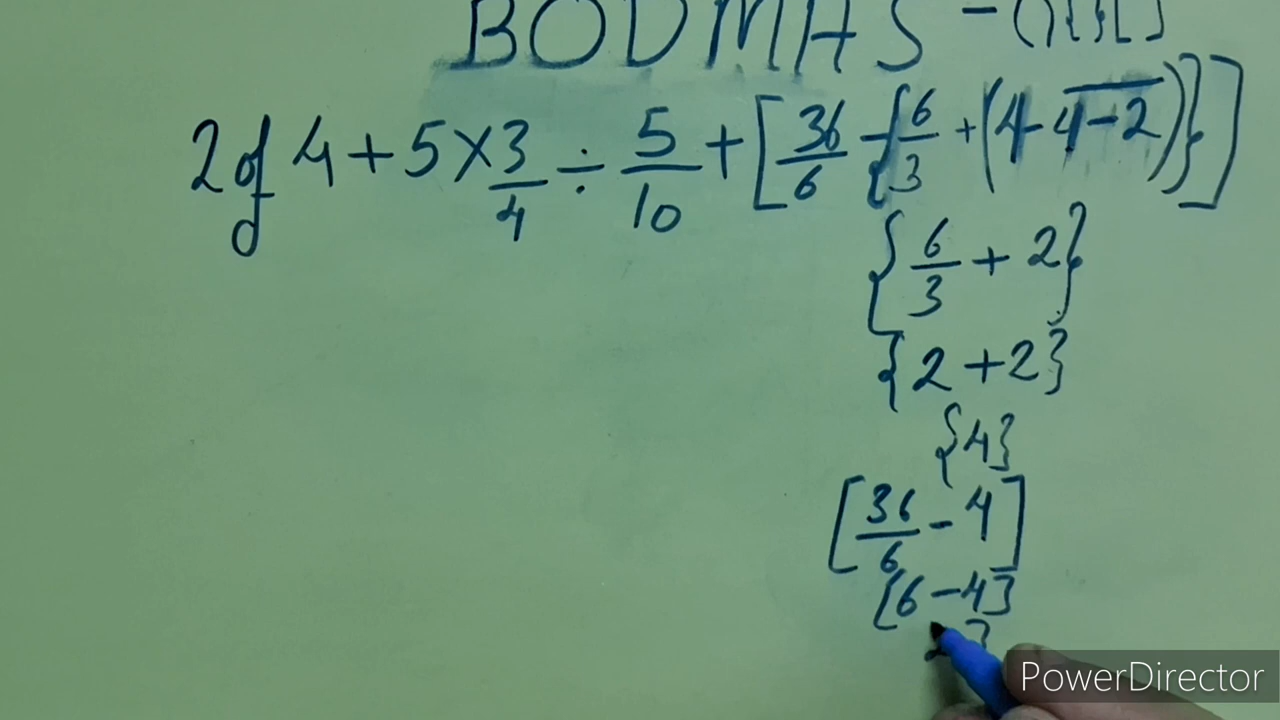 BODMAS - (){}[]
2 of 4 + 5 × 3/4 ÷ 5/10 + [36/6 - {6/3 + (4 - 4 - 2)}]
{6/3 + 2}
{2 + 2}
{4}
[36/6 - 4]
[6 - 4]
PowerDirector